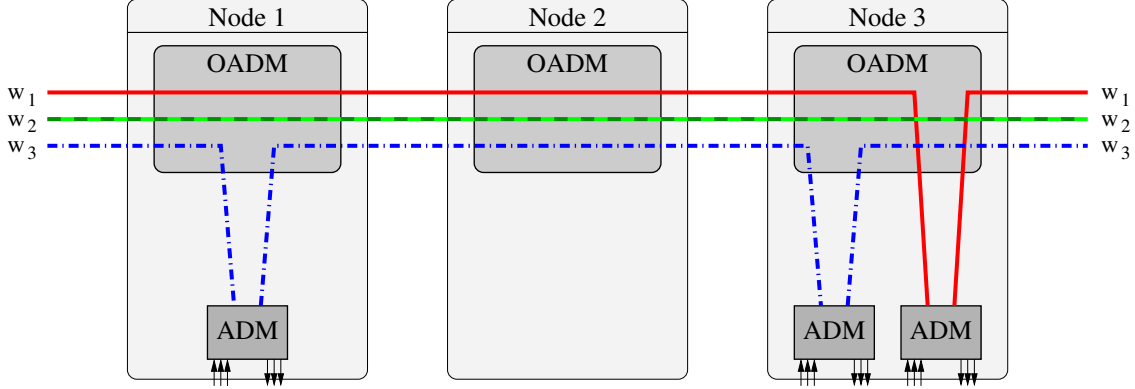 Node 1 Node 2 Node 3
OADM OADM OADM
w1 w1
w2 w2
w3 w3
ADM ADM ADM